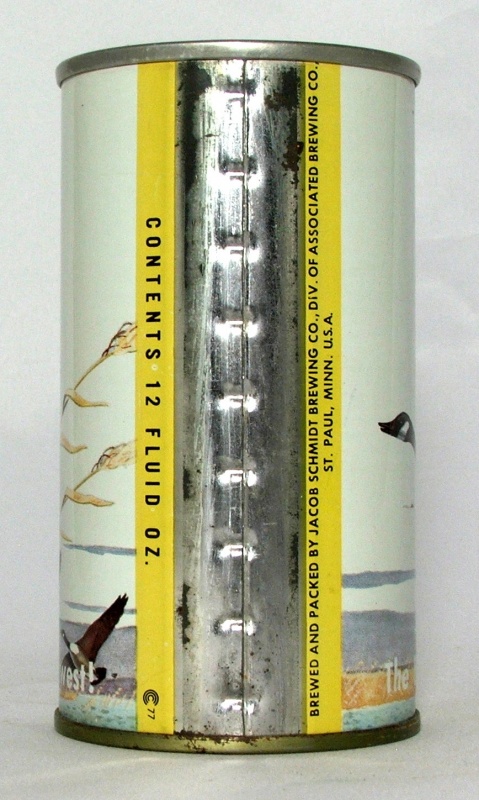 CONTENTS 12 FLUID OZ.
77
BREWED AND PACKED BY JACOB SCHMIDT BREWING CO., DIV. OF ASSOCIATED BREWING CO.,
ST. PAUL, MINN. U.S.A.
west!
The